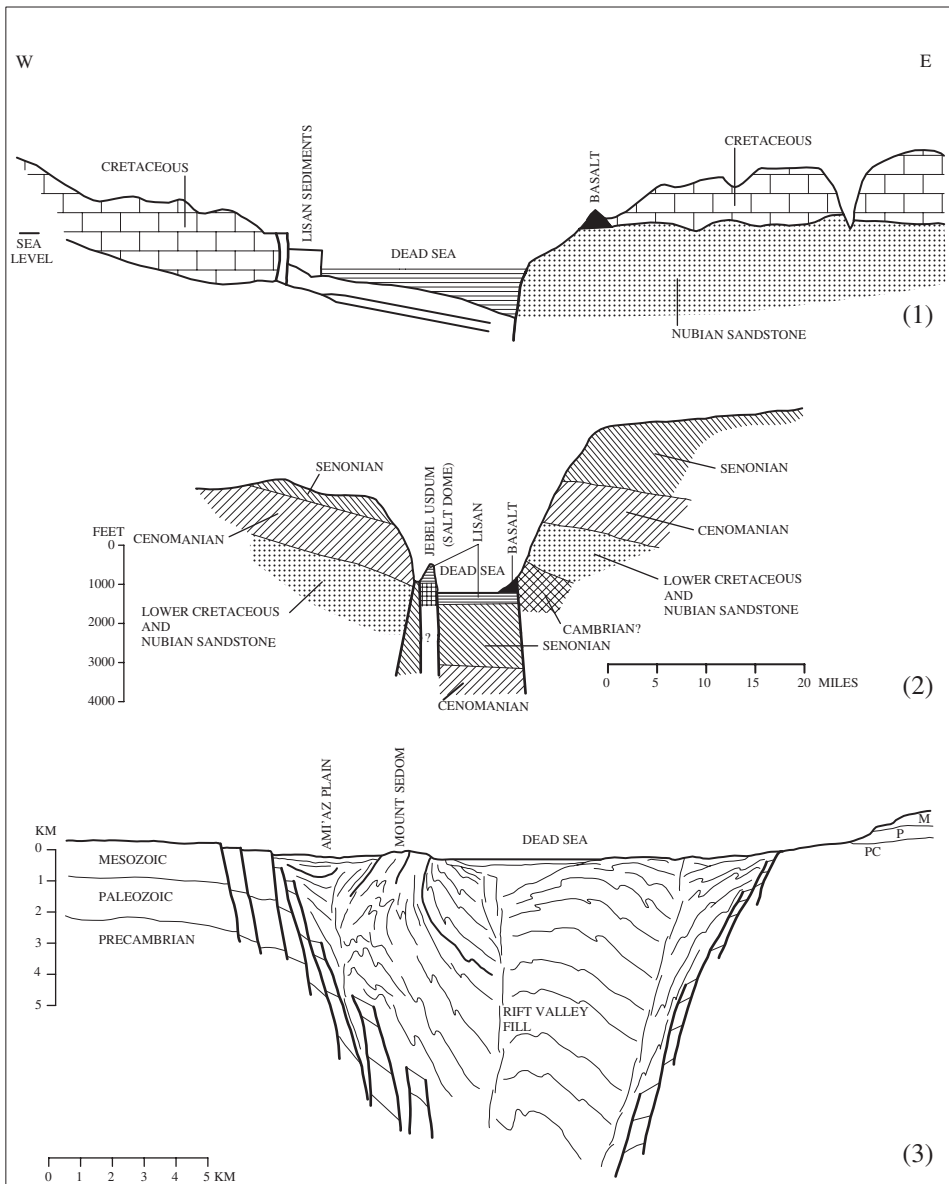 W
E
LISAN SEDIMENTS
CRETACEOUS
BASALT
CRETACEOUS
SEA
LEVEL
DEAD SEA
NUBIAN SANDSTONE
(1)
SENONIAN
JEBEL USDUM
(SALT DOME)
LISAN
BASALT
SENONIAN
FEET
CENOMANIAN
CENOMANIAN
0
1000
2000
3000
4000
DEAD SEA
LOWER CRETACEOUS
AND
NUBIAN SANDSTONE
LOWER CRETACEOUS
AND
NUBIAN SANDSTONE
CAMBRIAN?
?
SENONIAN
CENOMANIAN
0 5 10 15 20 MILES
(2)
AMI'AZ PLAIN
MOUNT SEDOM
DEAD SEA
KM
0
1
2
3
4
5
MESOZOIC
PALEOZOIC
PRECAMBRIAN
M
P
PC
RIFT VALLEY
FILL
0 1 2 3 4 5 KM
(3)